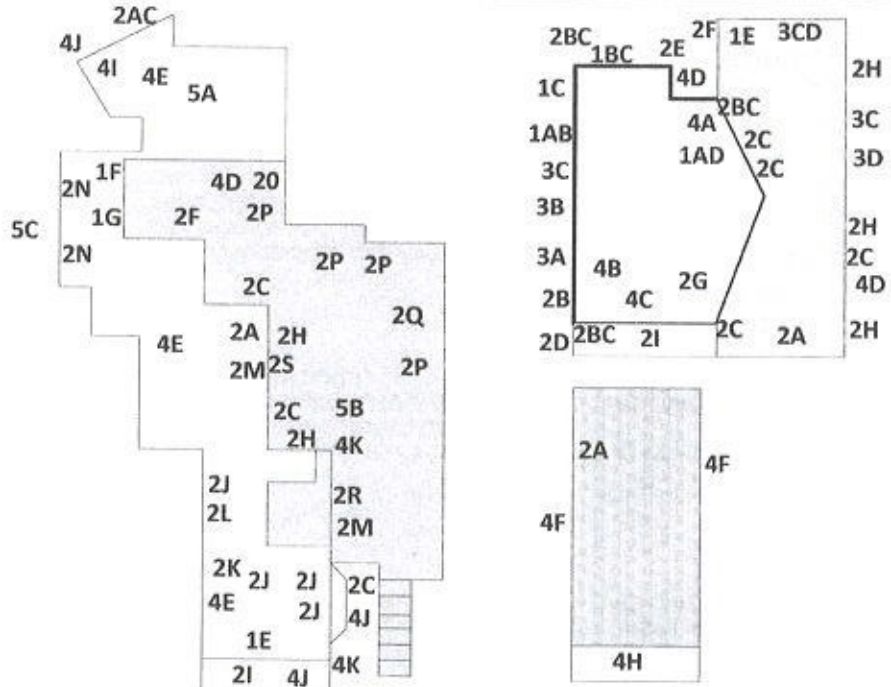 2AC
4J
4I
4E
5A
1F
2N
4D 20
1G
2F
2P
5C
2N
2P
2P
2C
2Q
2A
2H
4E
2M
2S
2P
2C
5B
2H
4K
2J
2R
2L
2M
2K
2J
2J
2C
4E
2J
4J
1E
2I
4J
4K
2F
1E
3CD
2BC
1BC
2E
2H
4D
1C
2BC
4A
3C
1AB
2C
1AD
3D
3C
2C
3B
2H
3A
2C
4B
2G
4D
2B
4C
2D
2BC
2I
2C
2A
2H
2A
4F
4F
4H